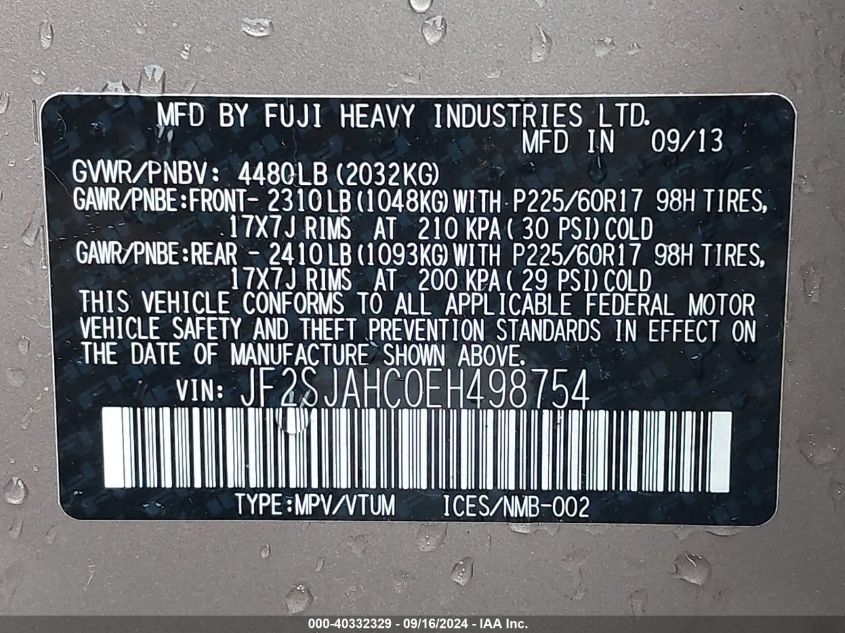 MFD BY FUJI HEAVY INDUSTRIES LTD.
MFD IN 09/13
GVWR/PNBV: 4480LB(2032KG)
GAWR/PNBE:FRONT- 2310LB(1048KG)WITH P225/60R17 98H TIRES,
17X7J RIMS AT 210 KPA( 30 PSI)COLD
GAWR/PNBE:REAR - 2410LB(1093KG)WITH P225/60R17 98H TIRES,
17X7J RIMS AT 200 KPA( 29 PSI)COLD
THIS VEHICLE CONFORMS TO ALL APPLICABLE FEDERAL MOTOR
VEHICLE SAFETY AND THEFT PREVENTION STANDARDS IN EFFECT ON
THE DATE OF MANUFACTURE SHOWN ABOVE.
VIN: JF2SJAHC0EH498754
TYPE:MPV/VTUM ICES/NMB-002
000-40332329 - 09/16/2024 - IAA Inc.